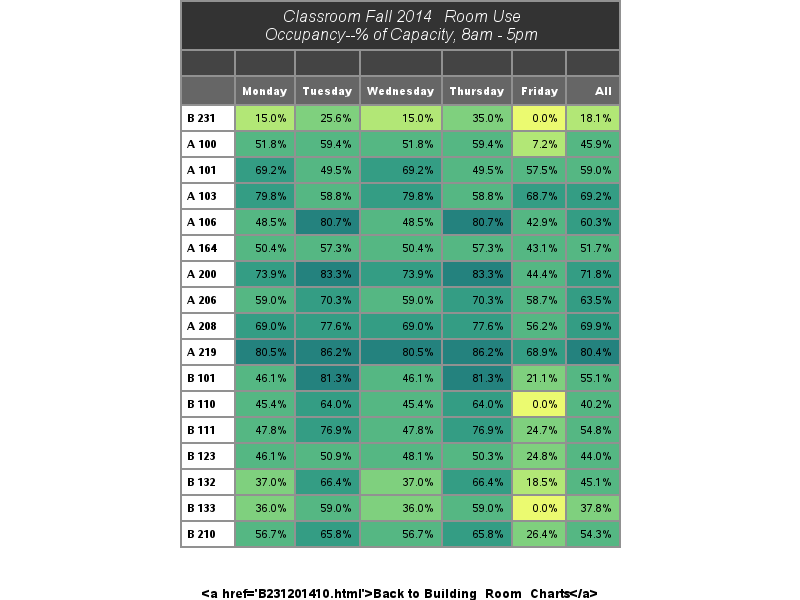 Classroom Fall 2014 Room Use
Occupancy--% of Capacity, 8am - 5pm
Monday Tuesday Wednesday Thursday Friday All
B 231 15.0% 25.6% 15.0% 35.0% 0.0% 18.1%
A 100 51.8% 59.4% 51.8% 59.4% 7.2% 45.9%
A 101 69.2% 49.5% 69.2% 49.5% 57.5% 59.0%
A 103 79.8% 58.8% 79.8% 58.8% 68.7% 69.2%
A 106 48.5% 80.7% 48.5% 80.7% 42.9% 60.3%
A 164 50.4% 57.3% 50.4% 57.3% 43.1% 51.7%
A 200 73.9% 83.3% 73.9% 83.3% 44.4% 71.8%
A 206 59.0% 70.3% 59.0% 70.3% 58.7% 63.5%
A 208 69.0% 77.6% 69.0% 77.6% 56.2% 69.9%
A 219 80.5% 86.2% 80.5% 86.2% 68.9% 80.4%
B 101 46.1% 81.3% 46.1% 81.3% 21.1% 55.1%
B 110 45.4% 64.0% 45.4% 64.0% 0.0% 40.2%
B 111 47.8% 76.9% 47.8% 76.9% 24.7% 54.8%
B 123 46.1% 50.9% 48.1% 50.3% 24.8% 44.0%
B 132 37.0% 66.4% 37.0% 66.4% 18.5% 45.1%
B 133 36.0% 59.0% 36.0% 59.0% 0.0% 37.8%
B 210 56.7% 65.8% 56.7% 65.8% 26.4% 54.3%
<a href='B231201410.html'>Back to Building_Room_Charts</a>